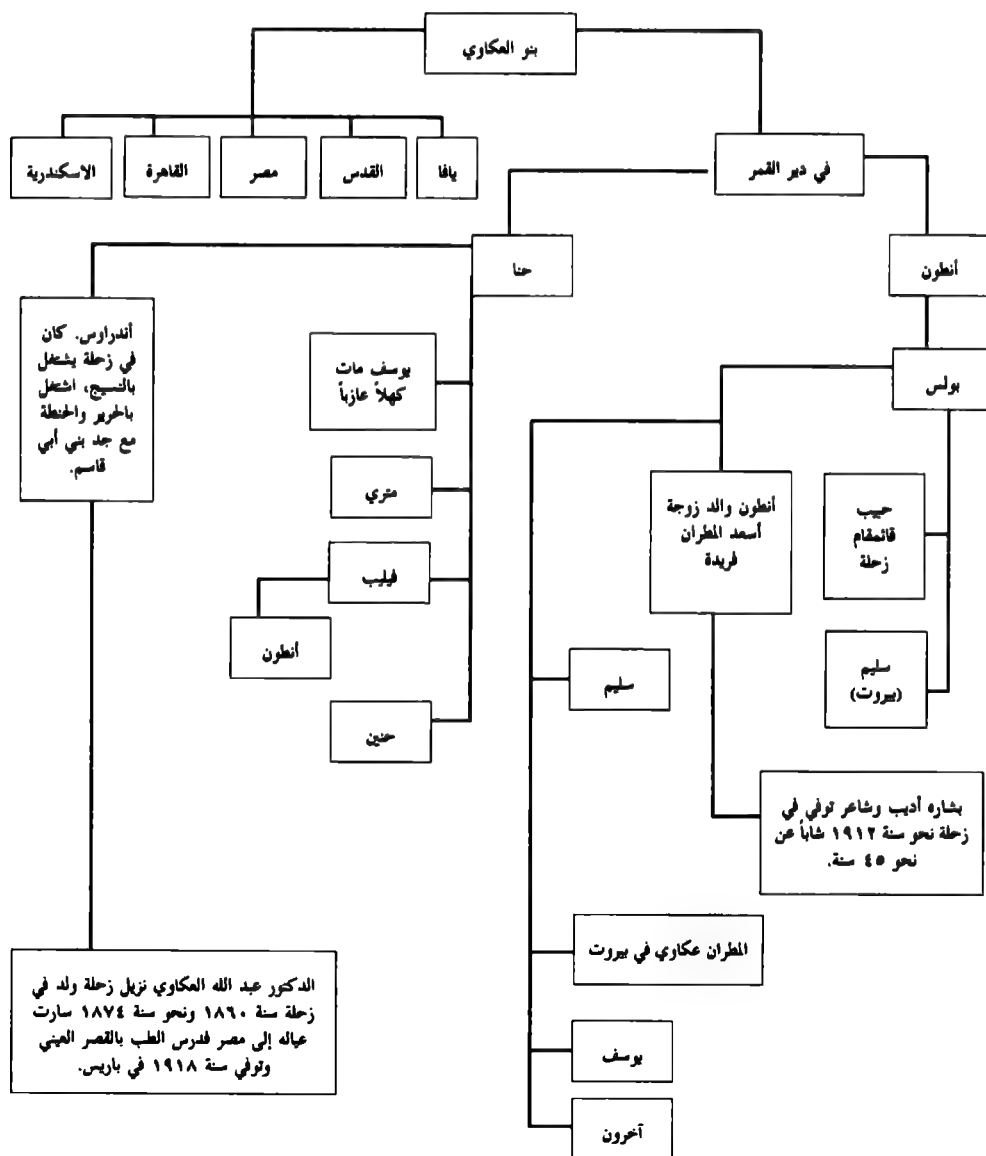 بنو العكاوي
في دير القمر
يافا
القدس
مصر
القاهرة
الاسكندرية
أنطون
حنا
بولس
حبيب
قائمقام
زحلة
سليم
(بيروت)
أنطون والد زوجة
أسعد المطران
فريدة
بشاره أديب وشاعر توفي في
زحلة نحو سنة ١٩١٢ شاباً عن
نحو ٤٥ سنة.
سليم
المطران عكاوي في بيروت
يوسف
آخرون
يوسف مات
كهلاً عازباً
متري
فيليب
أنطون
حنين
أندراوس. كان
في زحلة يشتغل
بالنسيج، اشتغل
بالحرير والحنطة
مع جد بني أبي
قاسم.
الدكتور عبد الله العكاوي نزيل زحلة ولد في
زحلة سنة ١٨٦٠ ونحو سنة ١٨٧٤ سارت
عياله إلى مصر فدرس الطب بالقصر العيني
وتوفي سنة ١٩١٨ في باريس.